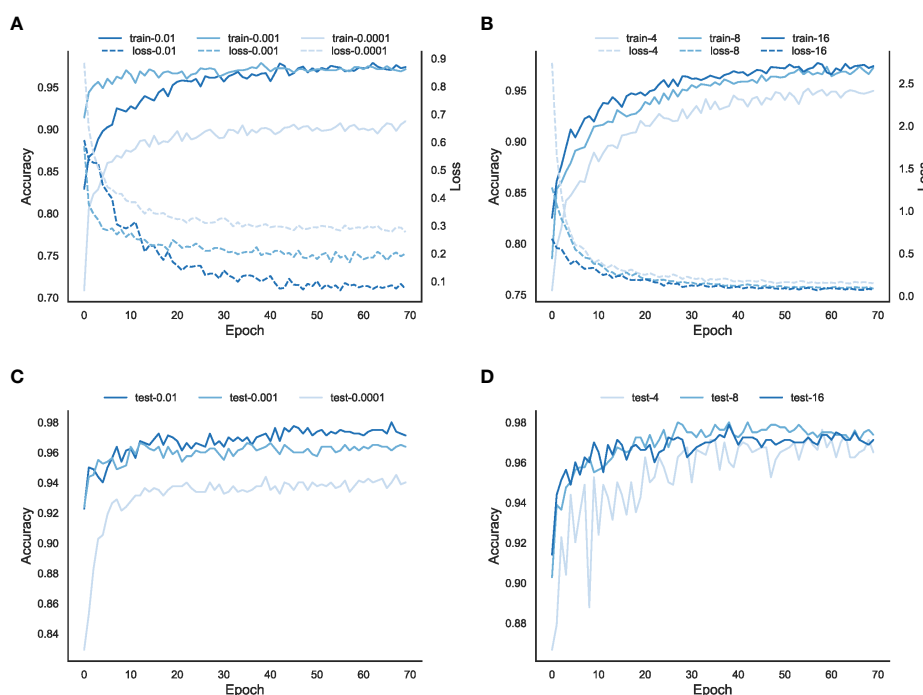 A
train-0.01 train-0.001 train-0.0001
loss-0.01 loss-0.001 loss-0.0001
0.95
0.90
0.85
0.80
0.75
0.70
Accuracy
0.9
0.8
0.7
0.6
0.5
0.4
0.3
0.2
0.1
Loss
0 10 20 30 40 50 60 70
Epoch
B
train-4 train-8 train-16
loss-4 loss-8 loss-16
0.95
0.90
0.85
0.80
0.75
Accuracy
2.5
2.0
1.5
1.0
0.5
0.0
Loss
0 10 20 30 40 50 60 70
Epoch
C
test-0.01 test-0.001 test-0.0001
0.98
0.96
0.94
0.92
0.90
0.88
0.86
0.84
Accuracy
0 10 20 30 40 50 60 70
Epoch
D
test-4 test-8 test-16
0.98
0.96
0.94
0.92
0.90
0.88
Accuracy
0 10 20 30 40 50 60 70
Epoch